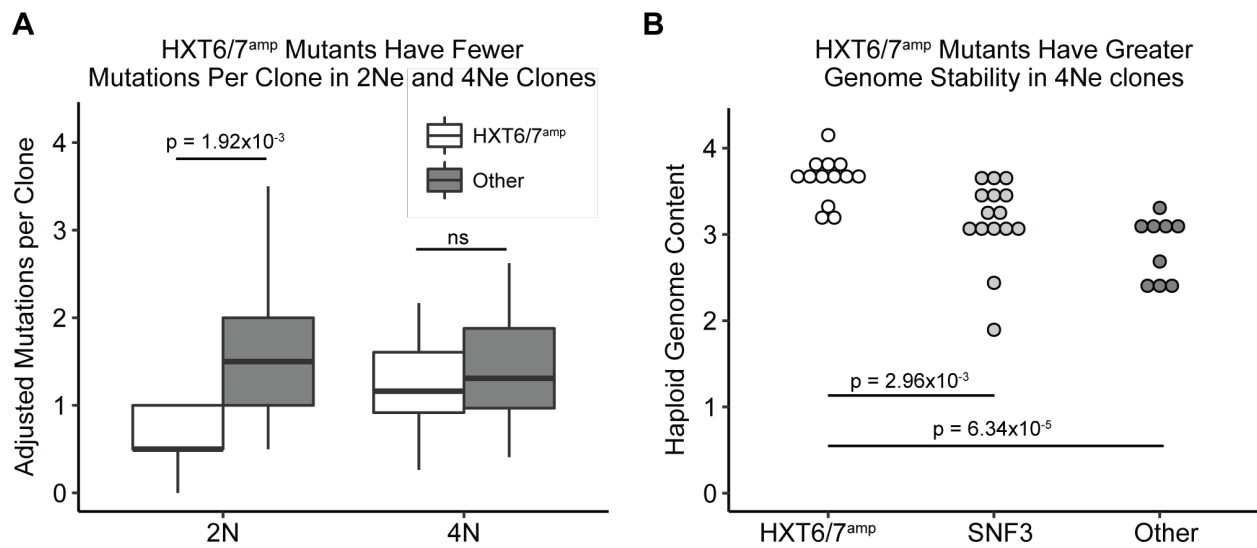 A
HXT6/7ᵃᵐᵖ Mutants Have Fewer
Mutations Per Clone in 2Ne and 4Ne Clones
Adjusted Mutations per Clone
4
3
2
1
0
p = 1.92x10⁻³
HXT6/7ᵃᵐᵖ
Other
ns
2N
4N
B
HXT6/7ᵃᵐᵖ Mutants Have Greater
Genome Stability in 4Ne clones
Haploid Genome Content
4
3
2
1
0
p = 2.96x10⁻³
p = 6.34x10⁻⁵
HXT6/7ᵃᵐᵖ
SNF3
Other